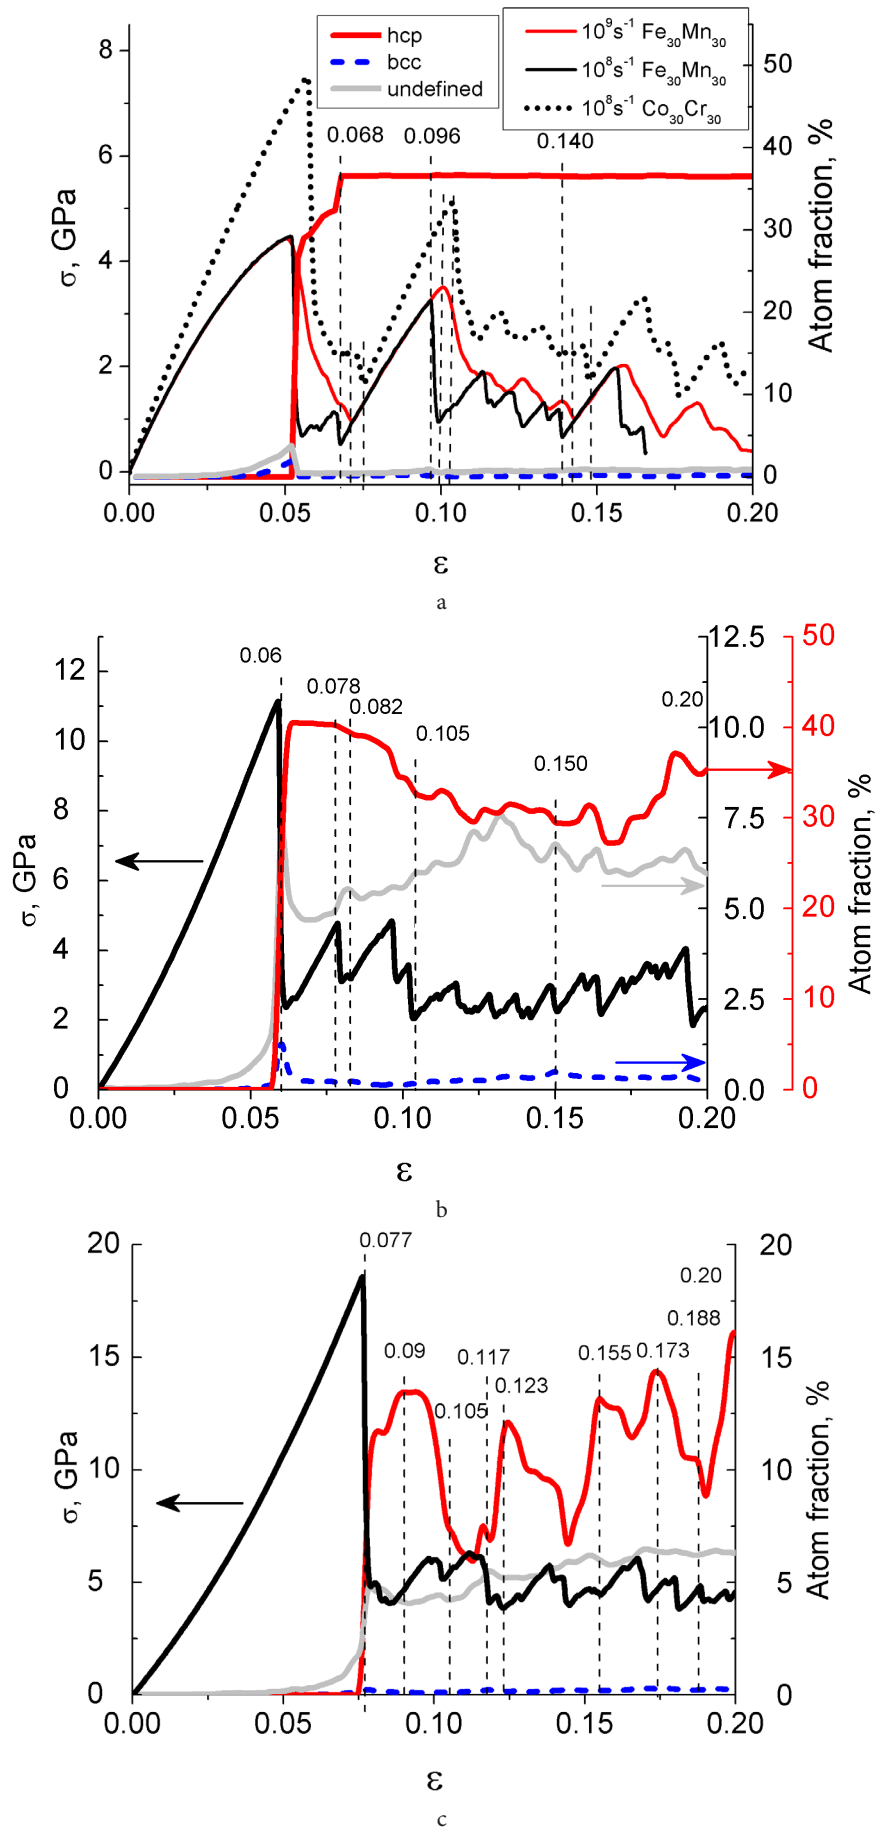 hcp
bcc
undefined
10⁹s⁻¹ Fe₃₀Mn₃₀
10⁸s⁻¹ Fe₃₀Mn₃₀
10⁸s⁻¹ Co₃₀Cr₃₀
0.068 0.096 0.140
8
6
4
2
0
σ, GPa
50
40
30
20
10
0
Atom fraction, %
0.00 0.05 0.10 0.15 0.20
ε
a
0.06
0.078
0.082
0.105
0.150
0.20
12
10
8
6
4
2
0
σ, GPa
12.5
10.0
7.5
5.0
2.5
0.0
50
40
30
20
10
0
Atom fraction, %
0.00 0.05 0.10 0.15 0.20
ε
b
0.077
0.09
0.105
0.117
0.123
0.155
0.173
0.188
0.20
20
15
10
5
0
σ, GPa
20
15
10
5
0
Atom fraction, %
0.00 0.05 0.10 0.15 0.20
ε
c